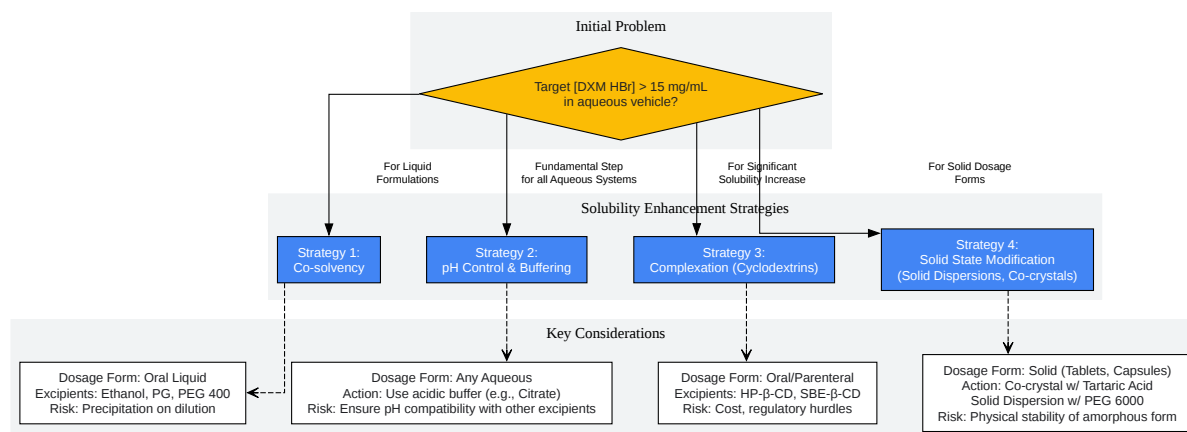 Initial Problem
Target [DXM HBr] > 15 mg/mL
in aqueous vehicle?
For Liquid
Formulations
Fundamental Step
for all Aqueous Systems
For Significant
Solubility Increase
For Solid Dosage
Forms
Solubility Enhancement Strategies
Strategy 1:
Co-solvency
Strategy 2:
pH Control & Buffering
Strategy 3:
Complexation (Cyclodextrins)
Strategy 4:
Solid State Modification
(Solid Dispersions, Co-crystals)
Key Considerations
Dosage Form: Oral Liquid
Excipients: Ethanol, PG, PEG 400
Risk: Precipitation on dilution
Dosage Form: Any Aqueous
Action: Use acidic buffer (e.g., Citrate)
Risk: Ensure pH compatibility with other excipients
Dosage Form: Oral/Parenteral
Excipients: HP-β-CD, SBE-β-CD
Risk: Cost, regulatory hurdles
Dosage Form: Solid (Tablets, Capsules)
Action: Co-crystal w/ Tartaric Acid
Solid Dispersion w/ PEG 6000
Risk: Physical stability of amorphous form